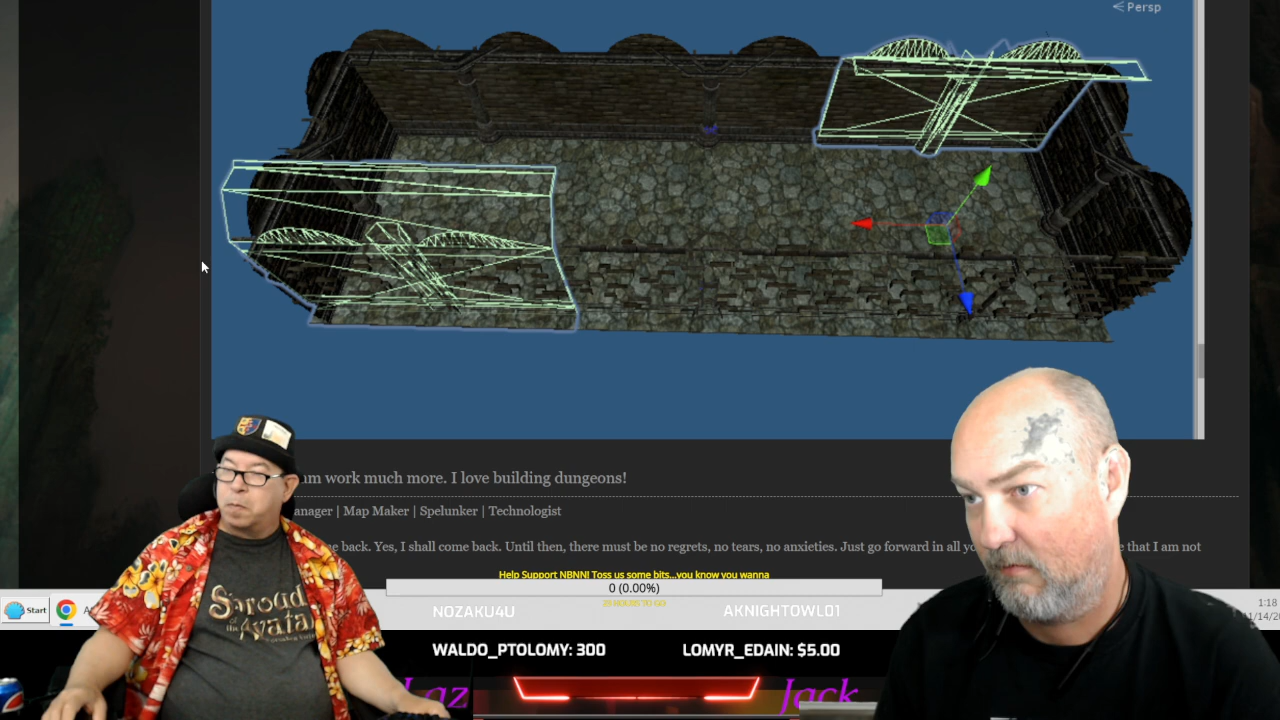 Persp
work much more. I love building dungeons!
| Map Maker | Spelunker | Technologist
back. Yes, I shall come back. Until then, there must be no regrets, no tears, no anxieties. Just go forward in all that I am not
Help Support NBNN! Toss us some bits...you know you wanna
0 (0.00%)
Start
1:18
NOZAKU4U
AKNIGHTOWL01
WALDO_PTOLOMY: 300
LOMYR_EDAIN: $5.00
Shroud
of the Avatar
Laz
Jack